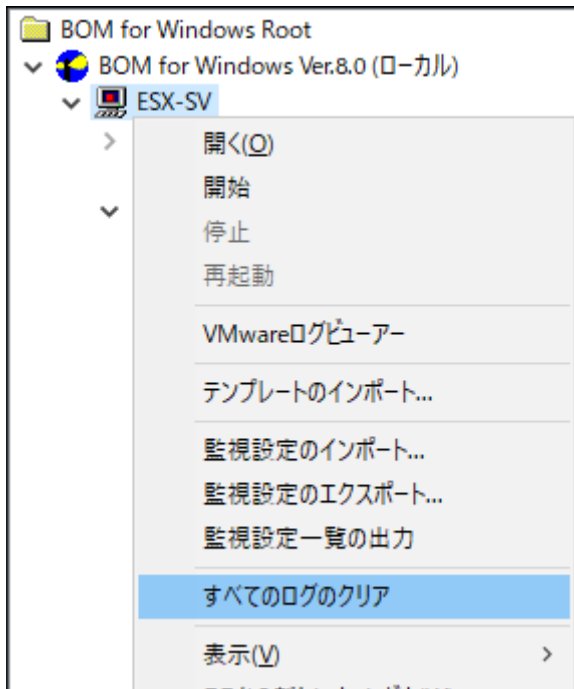 BOM for Windows Root
BOM for Windows Ver.8.0 (ローカル)
ESX-SV
開く(O)
開始
停止
再起動
VMwareログビューアー
テンプレートのインポート...
監視設定のインポート...
監視設定のエクスポート...
監視設定一覧の出力
すべてのログのクリア
表示(V)